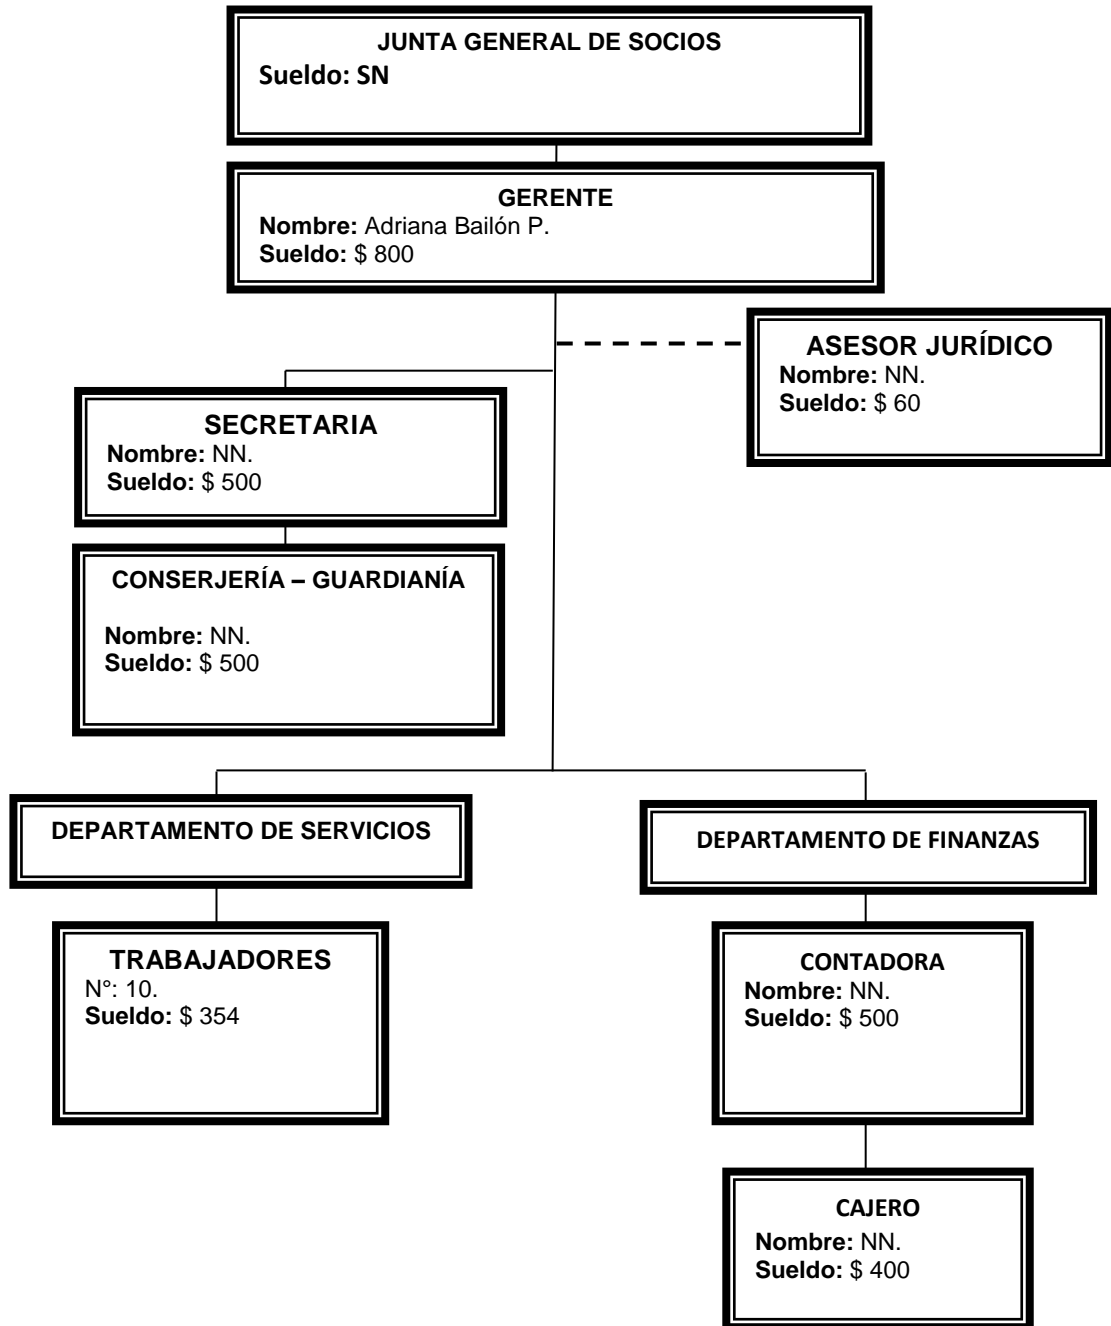 JUNTA GENERAL DE SOCIOS
Sueldo: SN
GERENTE
Nombre: Adriana Bailón P.
Sueldo: $ 800
ASESOR JURÍDICO
Nombre: NN.
Sueldo: $ 60
SECRETARIA
Nombre: NN.
Sueldo: $ 500
CONSERJERÍA – GUARDIANÍA
Nombre: NN.
Sueldo: $ 500
DEPARTAMENTO DE SERVICIOS
DEPARTAMENTO DE FINANZAS
TRABAJADORES
N°: 10.
Sueldo: $ 354
CONTADORA
Nombre: NN.
Sueldo: $ 500
CAJERO
Nombre: NN.
Sueldo: $ 400